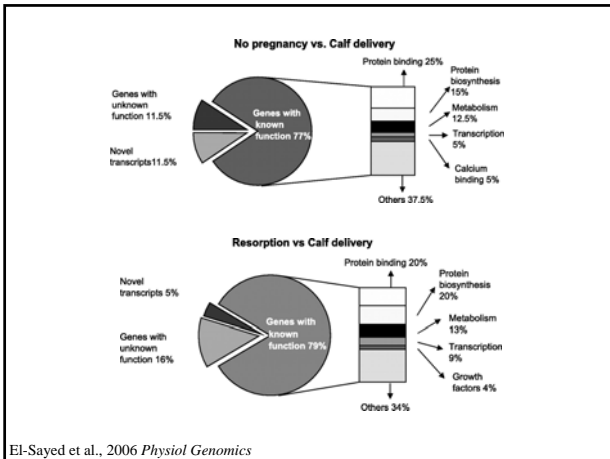 No pregnancy vs. Calf delivery
Protein binding 25%
Genes with
unknown
function 11.5%
Novel
transcripts11.5%
Genes with
known
function 77%
Protein
biosynthesis
15%
Metabolism
12.5%
Transcription
5%
Calcium
binding 5%
Others 37.5%
Resorption vs Calf delivery
Protein binding 20%
Novel
transcripts 5%
Genes with
unknown
function 16%
Genes with
known
function 79%
Protein
biosynthesis
20%
Metabolism
13%
Transcription
9%
Growth
factors 4%
Others 34%
El-Sayed et al., 2006 Physiol Genomics